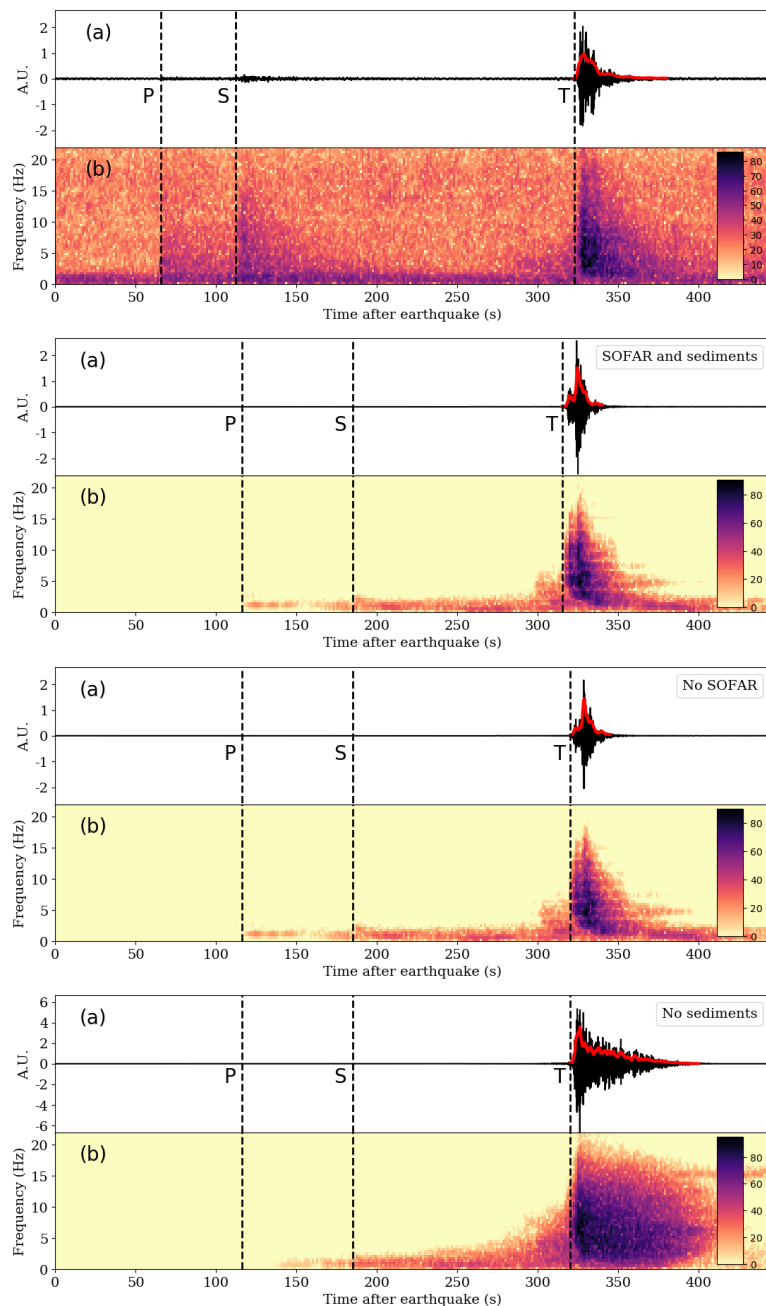 (a)
A.U.
2
1
0
-1
-2
P
S
T
(b)
Frequency (Hz)
20
15
10
5
0
80
70
60
50
40
30
20
10
0
0 50 100 150 200 250 300 350 400
Time after earthquake (s)
(a)
SOFAR and sediments
A.U.
2
1
0
-1
-2
P
S
T
(b)
Frequency (Hz)
20
15
10
5
0
80
60
40
20
0
0 50 100 150 200 250 300 350 400
Time after earthquake (s)
(a)
No SOFAR
A.U.
2
1
0
-1
-2
P
S
T
(b)
Frequency (Hz)
20
15
10
5
0
80
60
40
20
0
0 50 100 150 200 250 300 350 400
Time after earthquake (s)
(a)
No sediments
A.U.
6
4
2
0
-2
-4
-6
P
S
T
(b)
Frequency (Hz)
20
15
10
5
0
80
60
40
20
0
0 50 100 150 200 250 300 350 400
Time after earthquake (s)